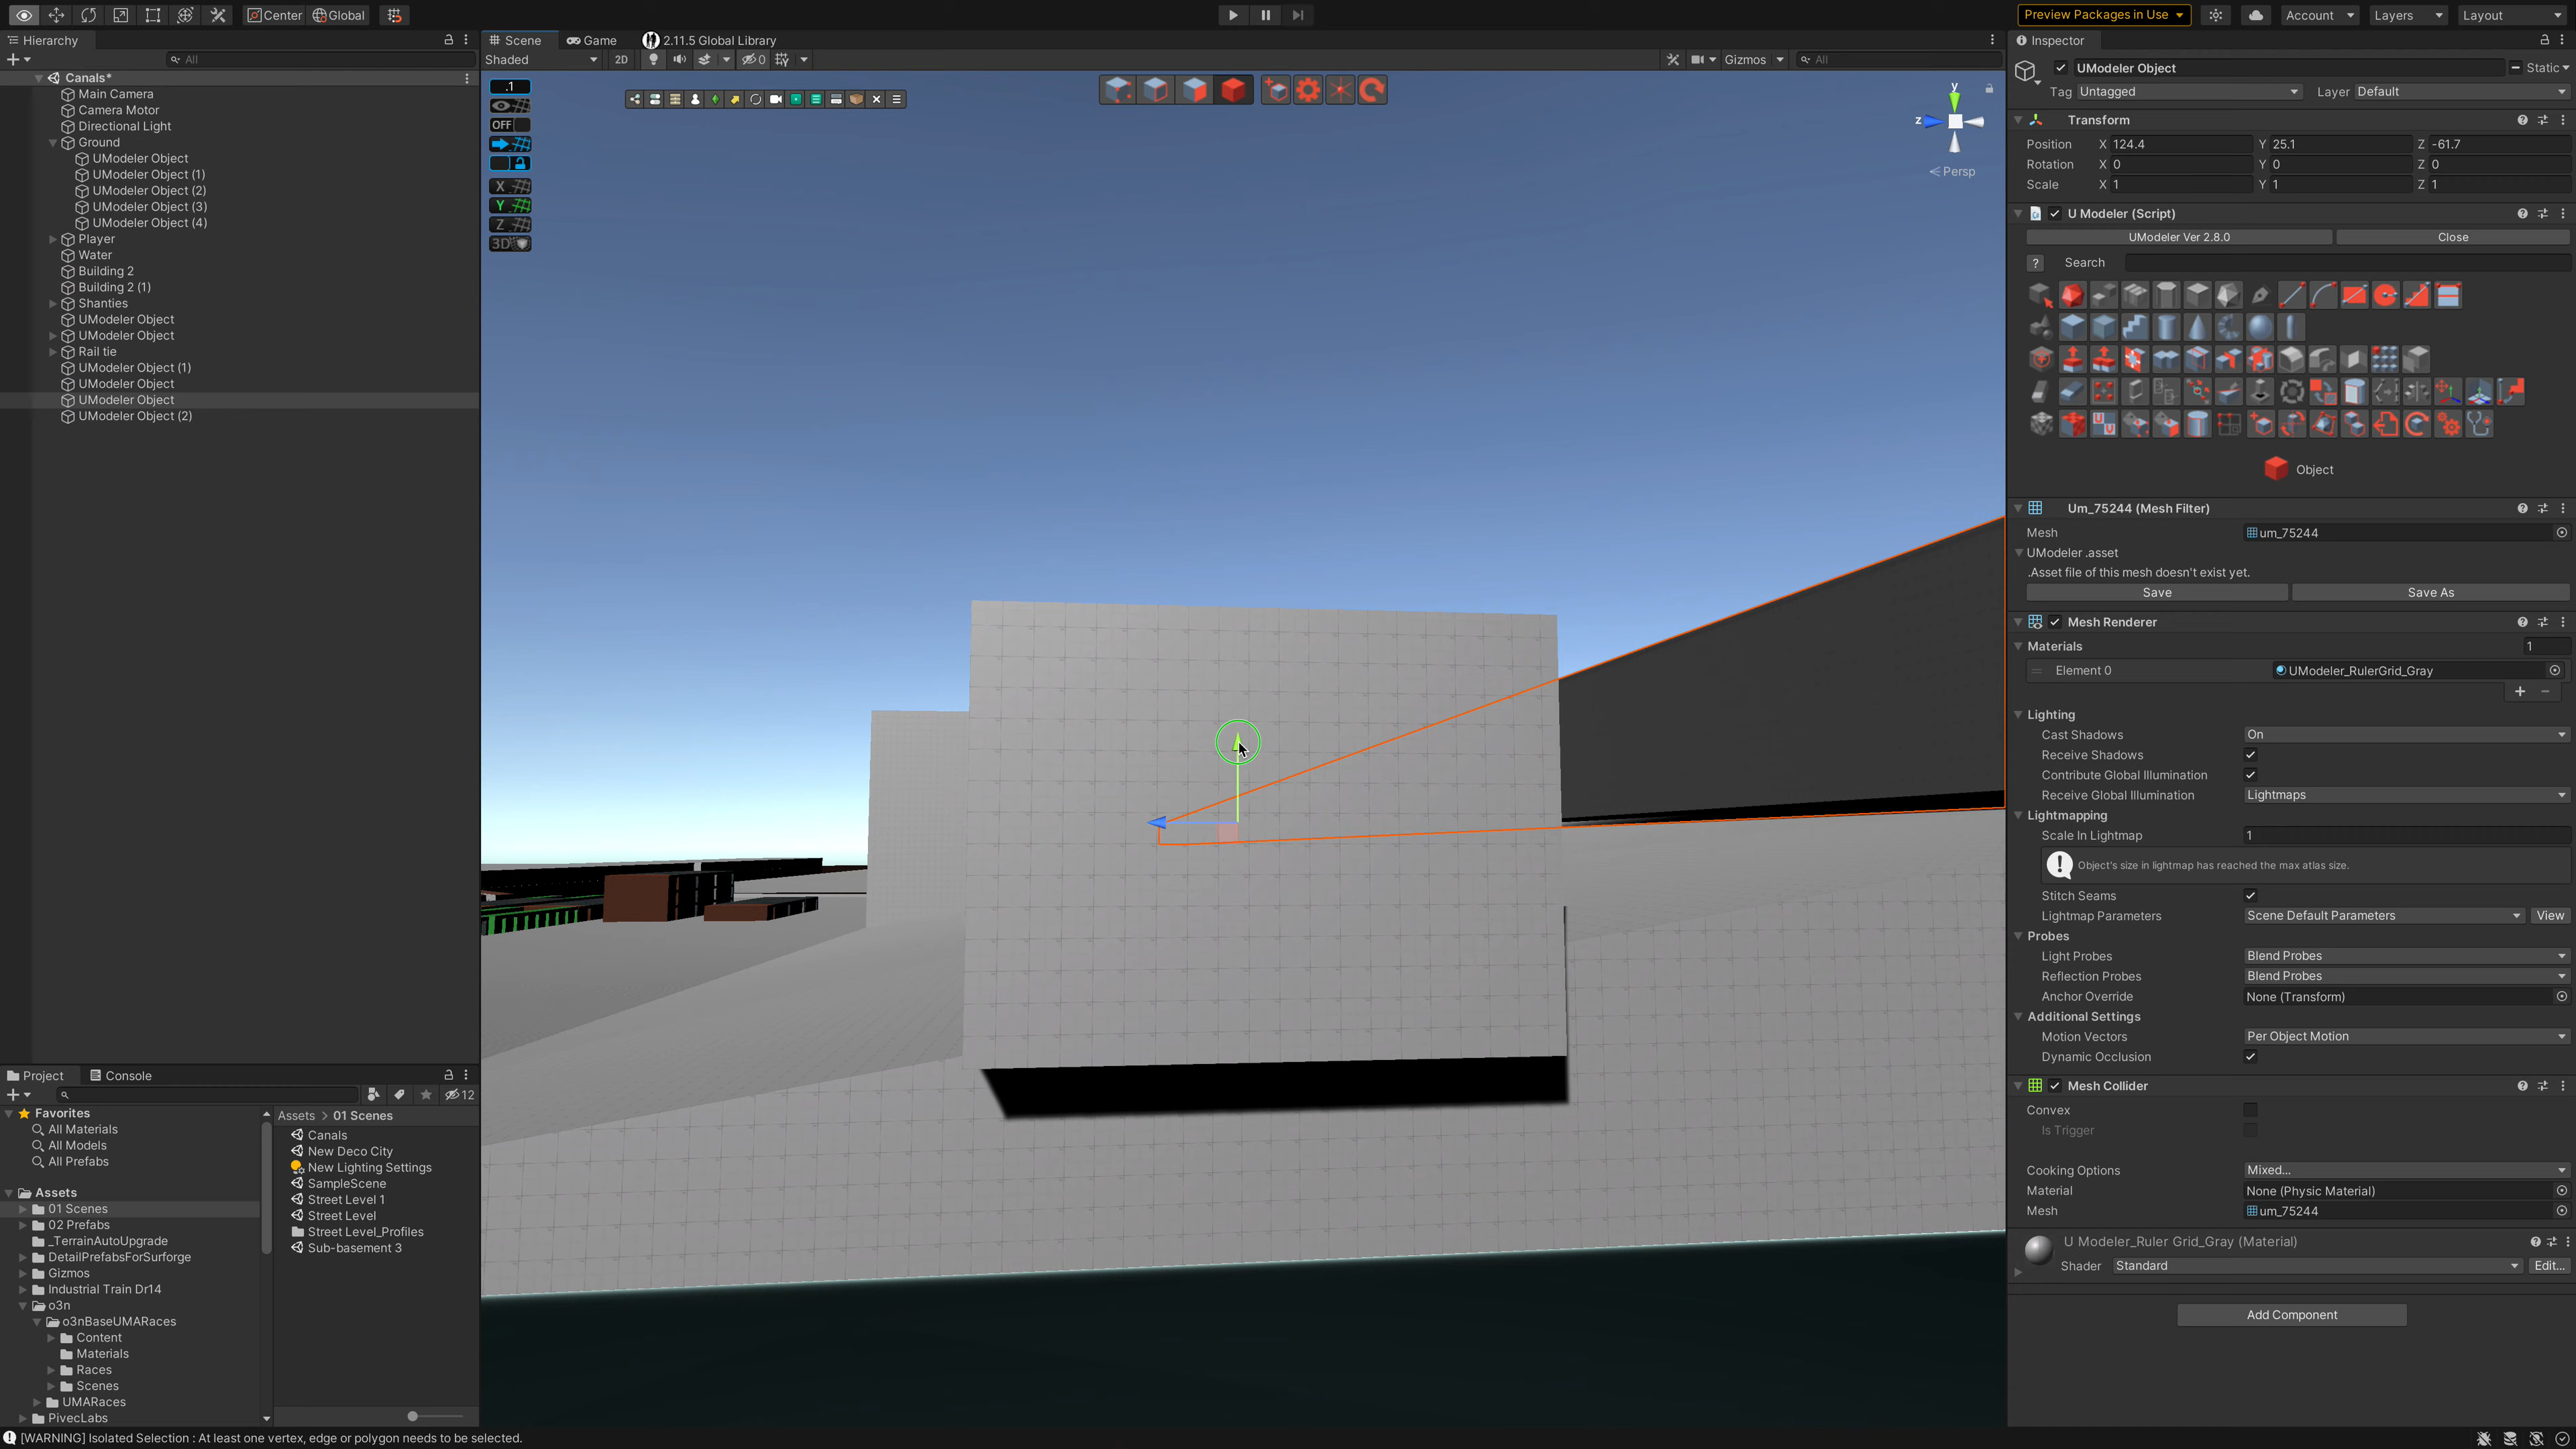 Center
Global
Preview Packages in Use
Account
Layers
Layout
Hierarchy
All
Canals*
Main Camera
Camera Motor
Directional Light
Ground
UModeler Object
UModeler Object (1)
UModeler Object (2)
UModeler Object (3)
UModeler Object (4)
Player
Water
Building 2
Building 2 (1)
Shanties
UModeler Object
UModeler Object
Rail tie
UModeler Object (1)
UModeler Object
UModeler Object
UModeler Object (2)
Scene
Game
2.11.5 Global Library
Shaded
2D
0
Gizmos
All
.1
OFF
X
Y
Z
3D
y
z
Persp
Inspector
UModeler Object
Static
Tag Untagged
Layer Default
Transform
Position X 124.4 Y 25.1 Z -61.7
Rotation X 0 Y 0 Z 0
Scale X 1 Y 1 Z 1
U Modeler (Script)
UModeler Ver 2.8.0
Close
? Search
Object
Um_75244 (Mesh Filter)
Mesh um_75244
UModeler .asset
.Asset file of this mesh doesn't exist yet.
Save
Save As
Mesh Renderer
Materials 1
Element 0 UModeler_RulerGrid_Gray
Lighting
Cast Shadows On
Receive Shadows
Contribute Global Illumination
Receive Global Illumination Lightmaps
Lightmapping
Scale In Lightmap 1
Object's size in lightmap has reached the max atlas size.
Stitch Seams
Lightmap Parameters Scene Default Parameters View
Probes
Light Probes Blend Probes
Reflection Probes Blend Probes
Anchor Override None (Transform)
Additional Settings
Motion Vectors Per Object Motion
Dynamic Occlusion
Mesh Collider
Convex
Is Trigger
Cooking Options Mixed...
Material None (Physic Material)
Mesh um_75244
U Modeler_Ruler Grid_Gray (Material)
Shader Standard Edit...
Add Component
Project
Console
12
Favorites
All Materials
All Models
All Prefabs
Assets
01 Scenes
02 Prefabs
_TerrainAutoUpgrade
DetailPrefabsForSurforge
Gizmos
Industrial Train Dr14
o3n
o3nBaseUMARaces
Content
Materials
Races
Scenes
UMARaces
PivecLabs
Assets > 01 Scenes
Canals
New Deco City
New Lighting Settings
SampleScene
Street Level 1
Street Level
Street Level_Profiles
Sub-basement 3
[WARNING] Isolated Selection : At least one vertex, edge or polygon needs to be selected.